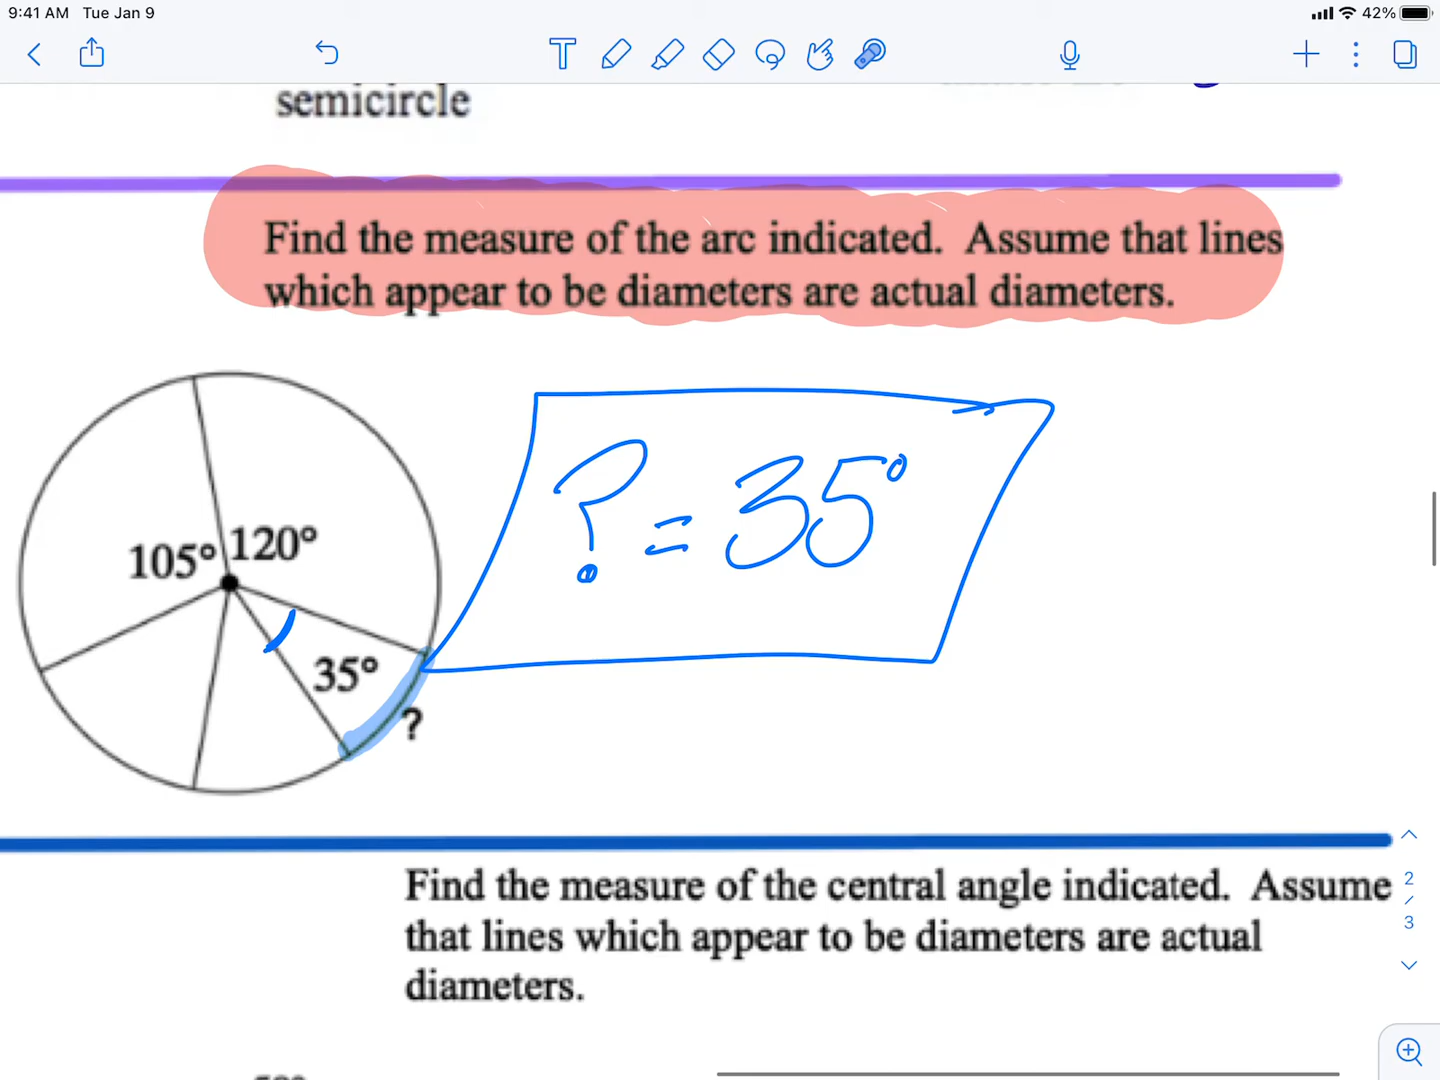 9:41 AM Tue Jan 9
42%
semicircle
Find the measure of the arc indicated. Assume that lines
which appear to be diameters are actual diameters.
? = 35°
105° 120°
35°
?
Find the measure of the central angle indicated. Assume
that lines which appear to be diameters are actual
diameters.
2
/
3